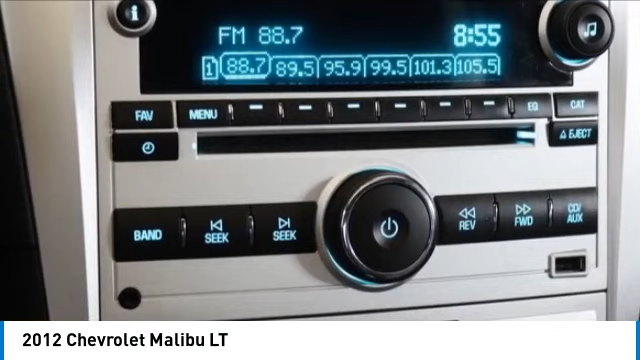 i
FM 88.7 8:55
1 88.7 89.5 95.9 99.5 101.3 105.5
FAV MENU EQ CAT
EJECT
BAND SEEK SEEK REV FWD CD/AUX
2012 Chevrolet Malibu LT